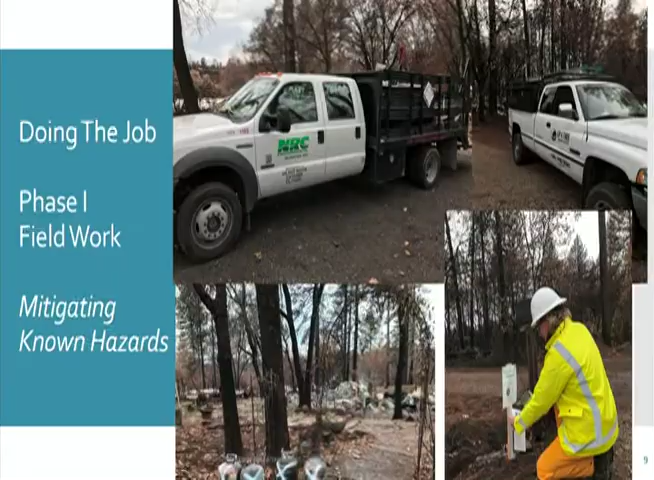 Doing The Job
Phase I
Field Work
Mitigating
Known Hazards
NRC
9